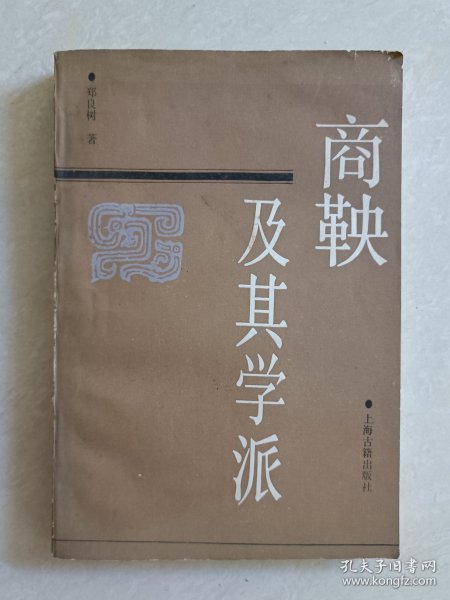 商鞅
及其学派
郑良树 著
上海古籍出版社
孔夫子旧书网
www.kongfz.com